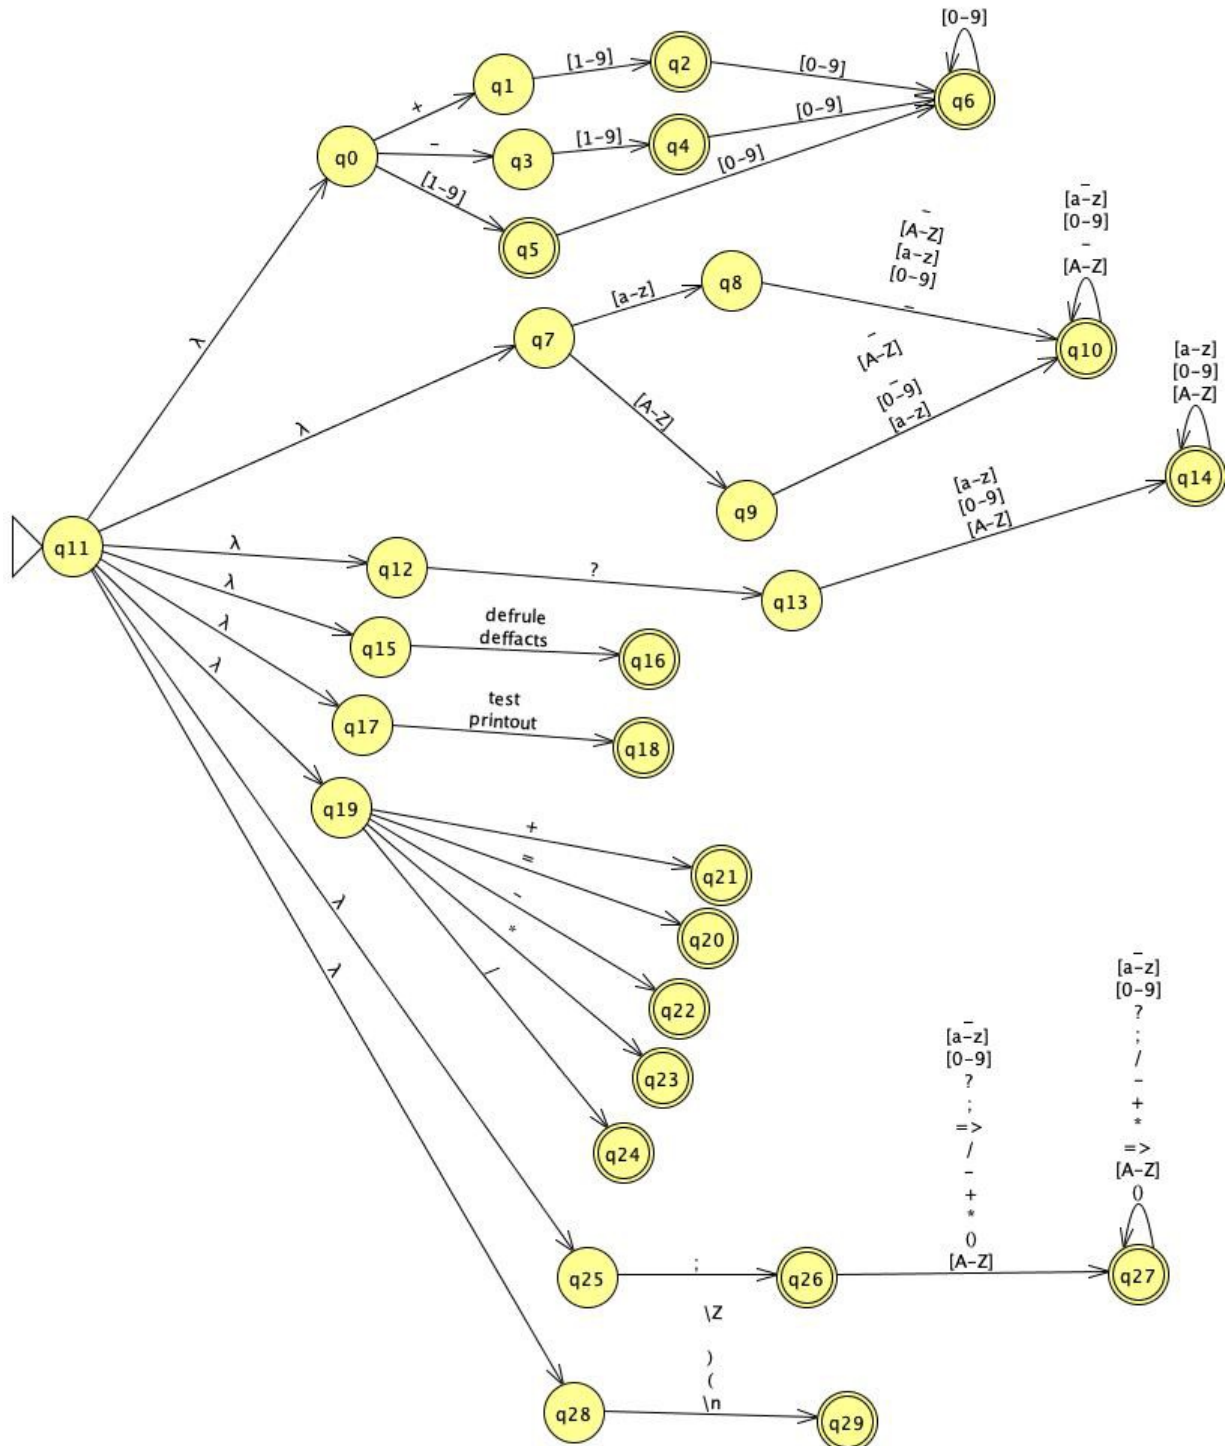 [0-9]
[1-9]
q2
[0-9]
q1
q6
+
[0-9]
q0
-
q3
[1-9]
q4
[0-9]
[1-9]
q5
λ
q7
[a-z]
q8
_
[A-Z]
[a-z]
[0-9]
-
_
[a-z]
[0-9]
-
[A-Z]
q10
λ
[A-Z]
q9
_
[A-Z]
-
[0-9]
[a-z]
[a-z]
[0-9]
[A-Z]
q14
q11
λ
q12
?
q13
[a-z]
[0-9]
[A-Z]
λ
q15
defrule
deffacts
q16
λ
q17
test
printout
q18
λ
q19
+
q21
=
q20
-
q22
*
q23
/
q24
λ
q25
;
q26
_
[a-z]
[0-9]
?
;
=>
/
-
+
*
()
[A-Z]
_
[a-z]
[0-9]
?
;
/
-
+
*
=>
[A-Z]
()
q27
λ
q28
\Z
)
(
\n
q29